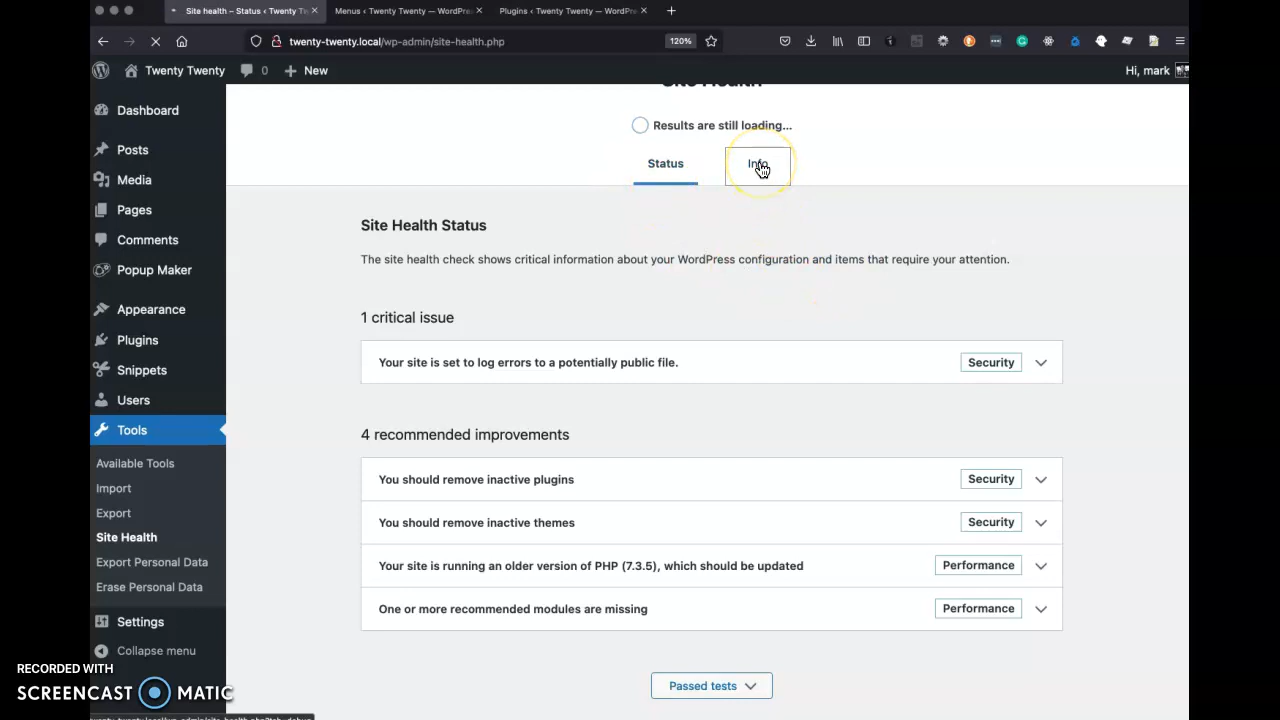 Site health – Status ‹ Twenty Tw
Menus ‹ Twenty Twenty — WordPre
Plugins ‹ Twenty Twenty — WordPr
twenty-twenty.local/wp-admin/site-health.php
120%
Twenty Twenty
0
New
Hi, mark
Dashboard
Posts
Media
Pages
Comments
Popup Maker
Appearance
Plugins
Snippets
Users
Tools
Available Tools
Import
Export
Site Health
Export Personal Data
Erase Personal Data
Settings
Collapse menu
Site Health
Results are still loading...
Status
Info
Site Health Status
The site health check shows critical information about your WordPress configuration and items that require your attention.
1 critical issue
Your site is set to log errors to a potentially public file.
Security
4 recommended improvements
You should remove inactive plugins
Security
You should remove inactive themes
Security
Your site is running an older version of PHP (7.3.5), which should be updated
Performance
One or more recommended modules are missing
Performance
Passed tests
RECORDED WITH
SCREENCAST MATIC